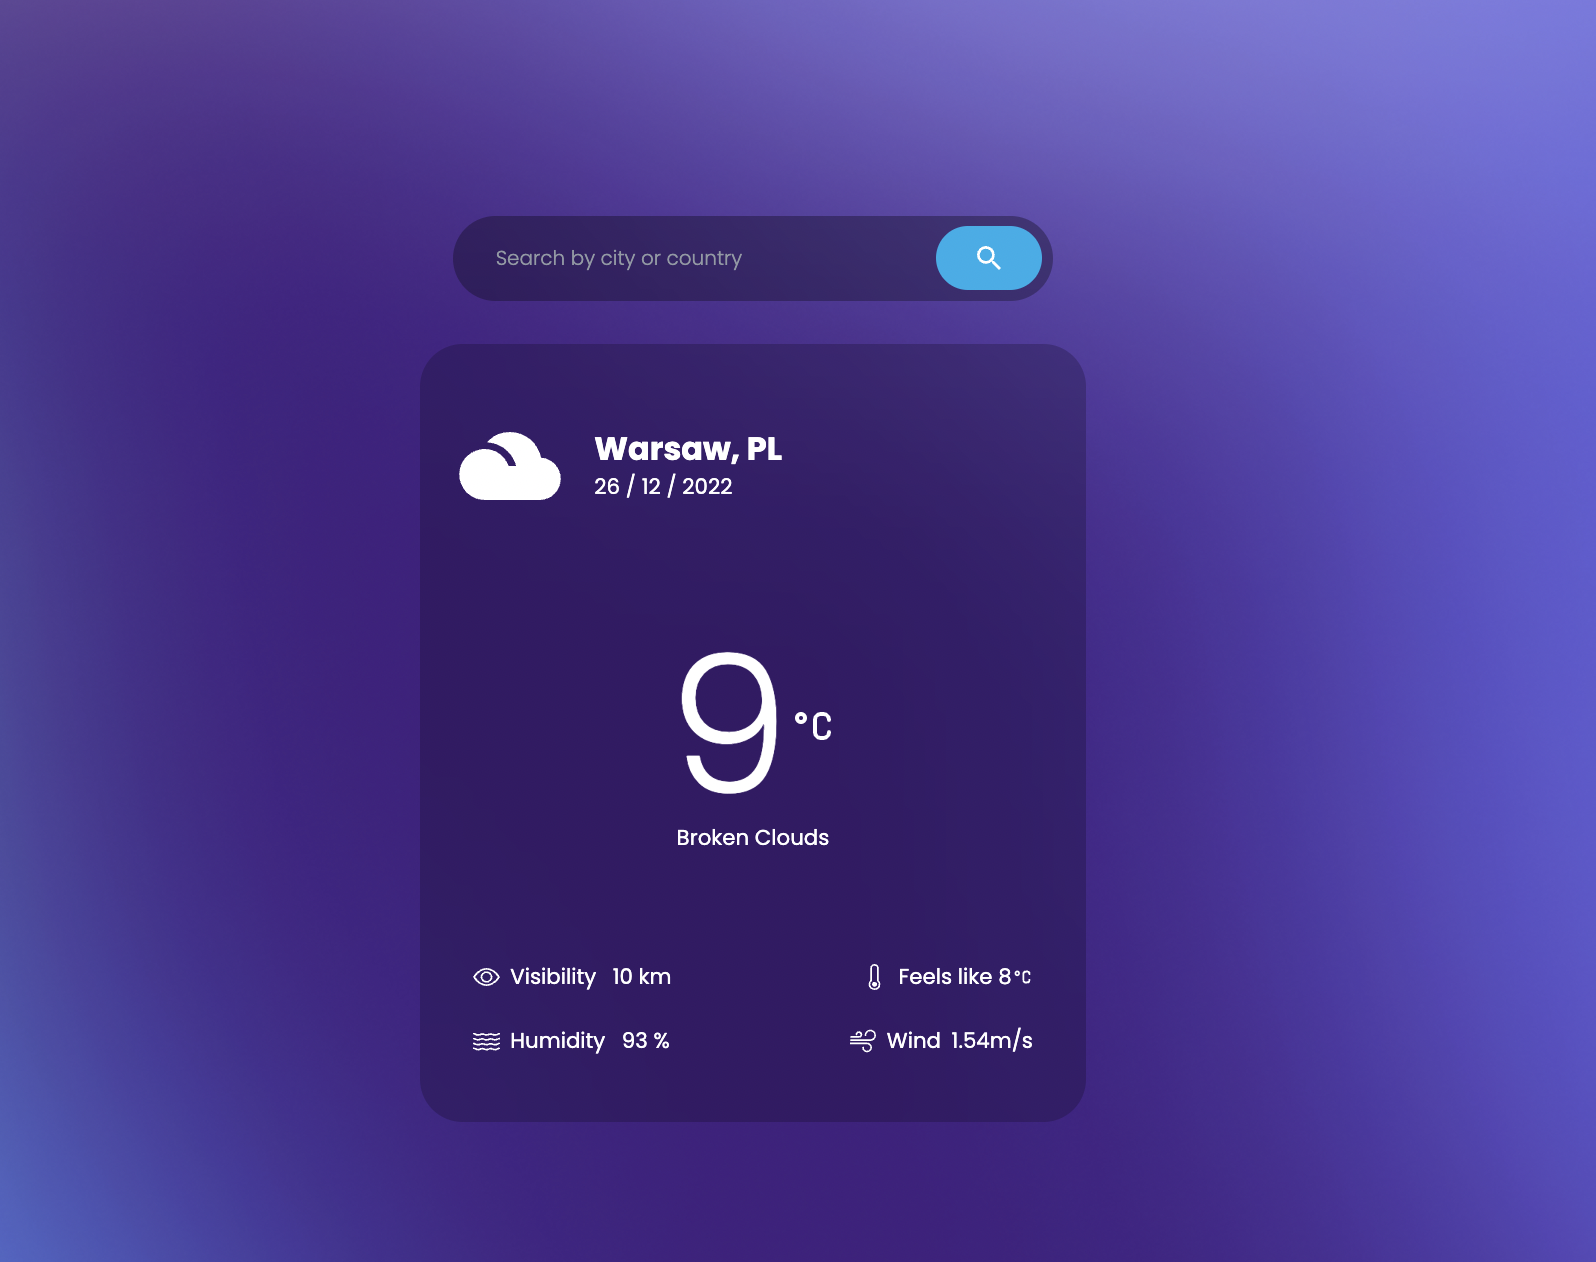 Search by city or country
Warsaw, PL
26 / 12 / 2022
9 °C
Broken Clouds
Visibility 10 km
Feels like 8°C
Humidity 93 %
Wind 1.54m/s